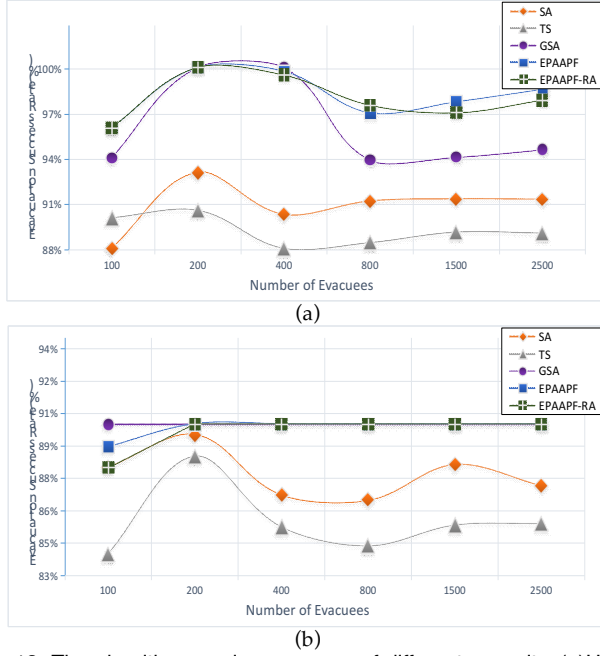 SA
TS
GSA
EPAAPF
EPAAPF-RA
100%
97%
94%
91%
88%
100 200 400 800 1500 2500
Number of Evacuees
(a)
SA
TS
GSA
EPAAPF
EPAAPF-RA
94%
92%
91%
89%
88%
86%
85%
83%
100 200 400 800 1500 2500
Number of Evacuees
(b)